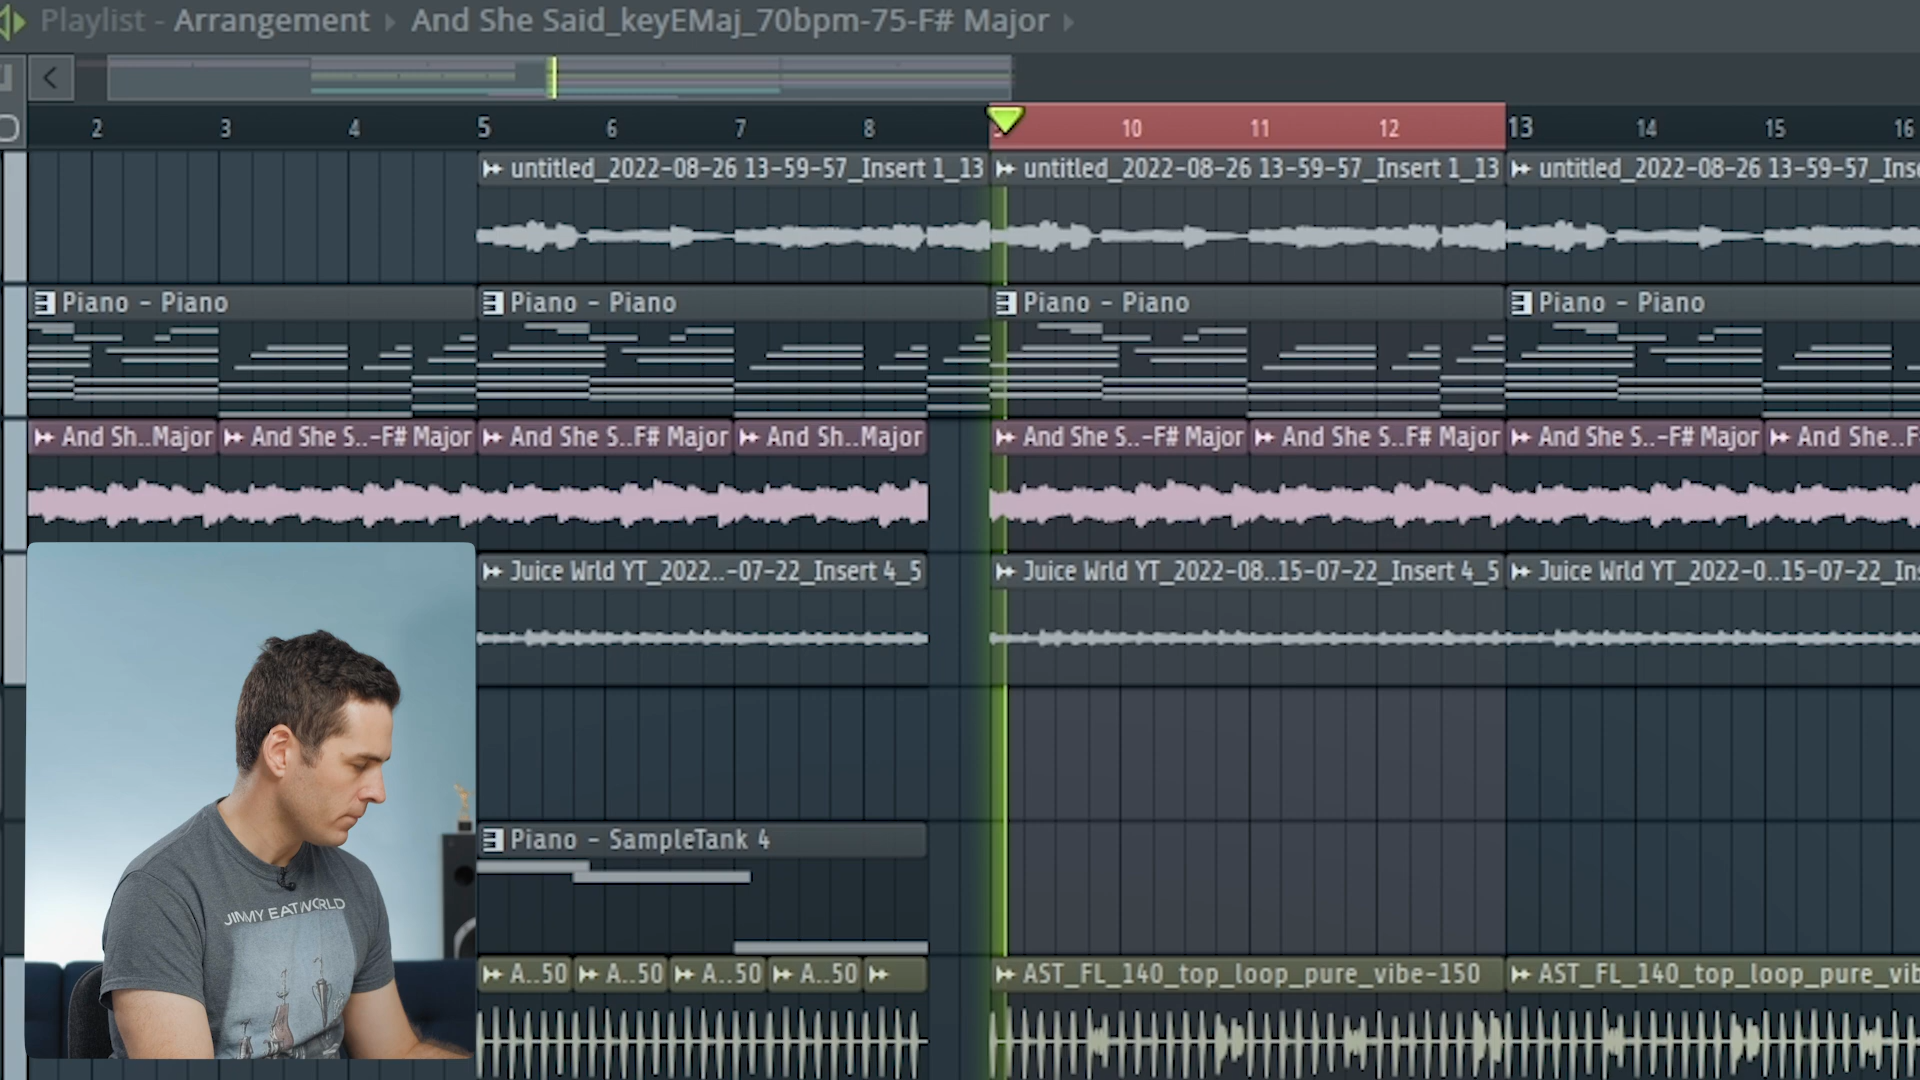 Playlist - Arrangement And She Said_keyEMaj_70bpm-75-F# Major
2 3 4 5 6 7 8 10 11 12 13 14 15 16
untitled_2022-08-26 13-59-57_Insert 1_13 untitled_2022-08-26 13-59-57_Insert 1_13 untitled_2022-08-26 13-59-57_Inse
Piano - Piano Piano - Piano Piano - Piano Piano - Piano
And Sh..Major And She S..-F# Major And She S..F# Major And Sh..Major And She S..-F# Major And She S..F# Major And She S..-F# Major And She..F
Juice Wrld YT_2022..-07-22_Insert 4_5 Juice Wrld YT_2022-08..15-07-22_Insert 4_5 Juice Wrld YT_2022-0..15-07-22_Ins
Piano - SampleTank 4
JIMMY EAT WORLD
A..50 A..50 A..50 A..50 AST_FL_140_top_loop_pure_vibe-150 AST_FL_140_top_loop_pure_vib